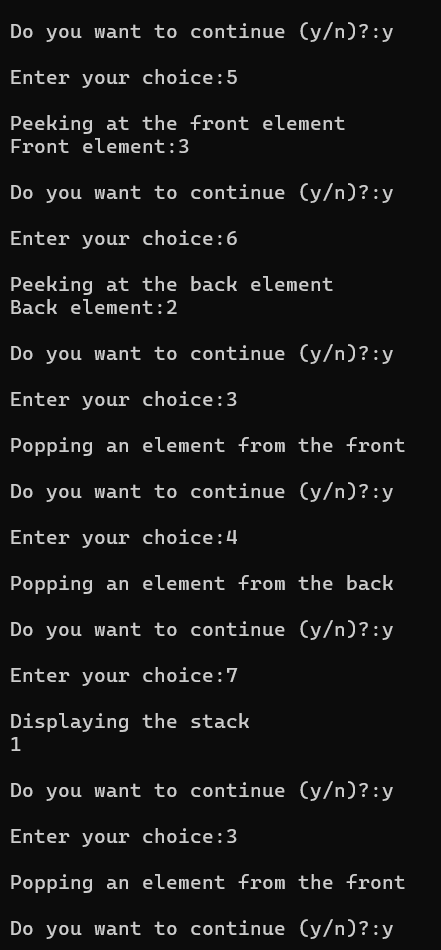 Do you want to continue (y/n)?:y
Enter your choice:5
Peeking at the front element
Front element:3
Do you want to continue (y/n)?:y
Enter your choice:6
Peeking at the back element
Back element:2
Do you want to continue (y/n)?:y
Enter your choice:3
Popping an element from the front
Do you want to continue (y/n)?:y
Enter your choice:4
Popping an element from the back
Do you want to continue (y/n)?:y
Enter your choice:7
Displaying the stack
1
Do you want to continue (y/n)?:y
Enter your choice:3
Popping an element from the front
Do you want to continue (y/n)?:y